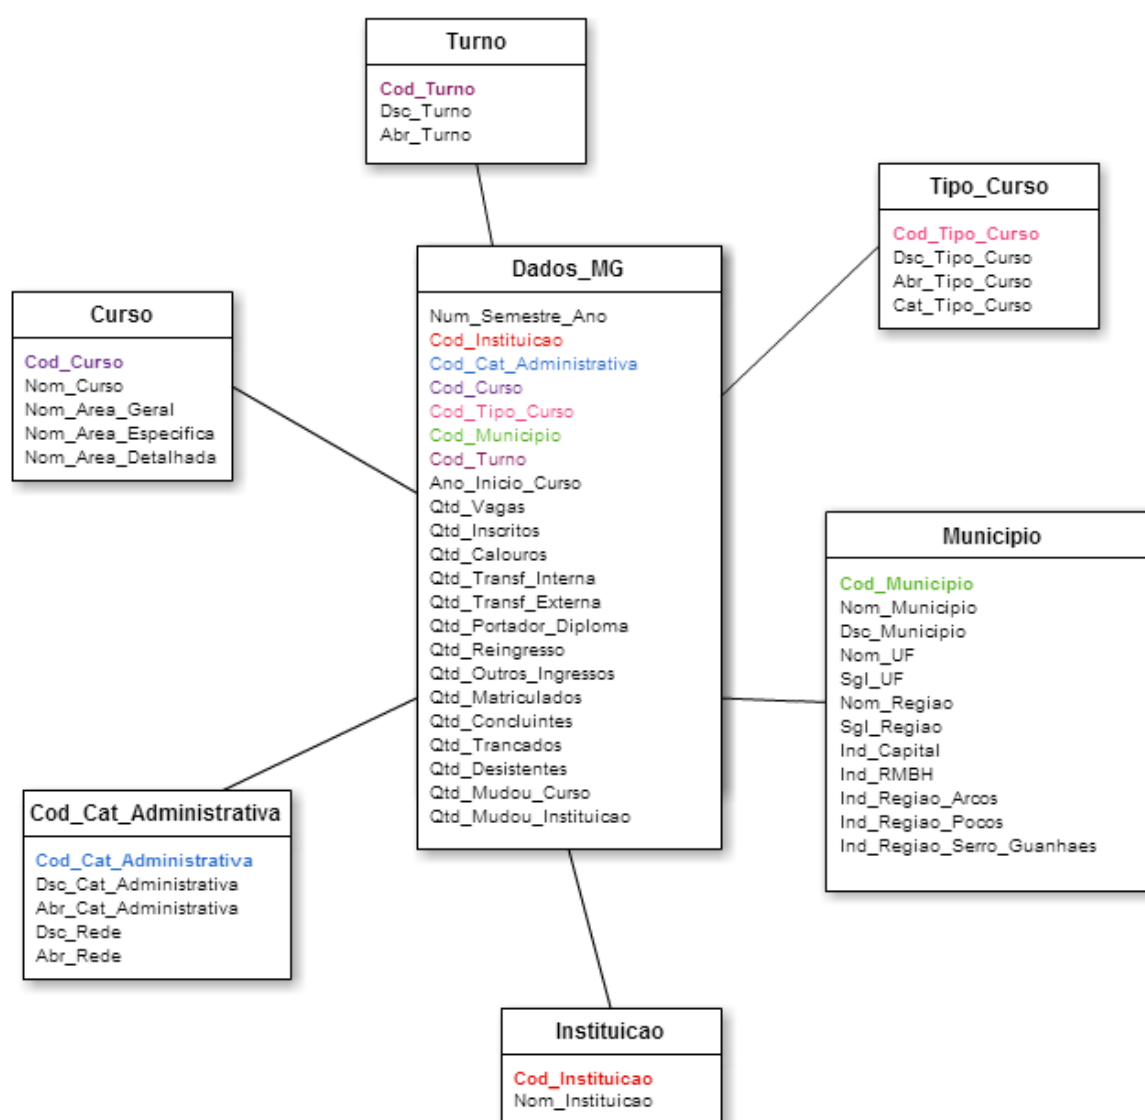 Turno
Cod_Turno
Dsc_Turno
Abr_Turno
Tipo_Curso
Cod_Tipo_Curso
Dsc_Tipo_Curso
Abr_Tipo_Curso
Cat_Tipo_Curso
Dados_MG
Num_Semestre_Ano
Cod_Instituicao
Cod_Cat_Administrativa
Cod_Curso
Cod_Tipo_Curso
Cod_Municipio
Cod_Turno
Ano_Inicio_Curso
Qtd_Vagas
Qtd_Inscritos
Qtd_Calouros
Qtd_Transf_Interna
Qtd_Transf_Externa
Qtd_Portador_Diploma
Qtd_Reingresso
Qtd_Outros_Ingressos
Qtd_Matriculados
Qtd_Concluintes
Qtd_Trancados
Qtd_Desistentes
Qtd_Mudou_Curso
Qtd_Mudou_Instituicao
Curso
Cod_Curso
Nom_Curso
Nom_Area_Geral
Nom_Area_Especifica
Nom_Area_Detalhada
Municipio
Cod_Municipio
Nom_Municipio
Dsc_Municipio
Nom_UF
Sgl_UF
Nom_Regiao
Sgl_Regiao
Ind_Capital
Ind_RMBH
Ind_Regiao_Arcos
Ind_Regiao_Pocos
Ind_Regiao_Serro_Guanhaes
Cod_Cat_Administrativa
Cod_Cat_Administrativa
Dsc_Cat_Administrativa
Abr_Cat_Administrativa
Dsc_Rede
Abr_Rede
Instituicao
Cod_Instituicao
Nom_Instituicao